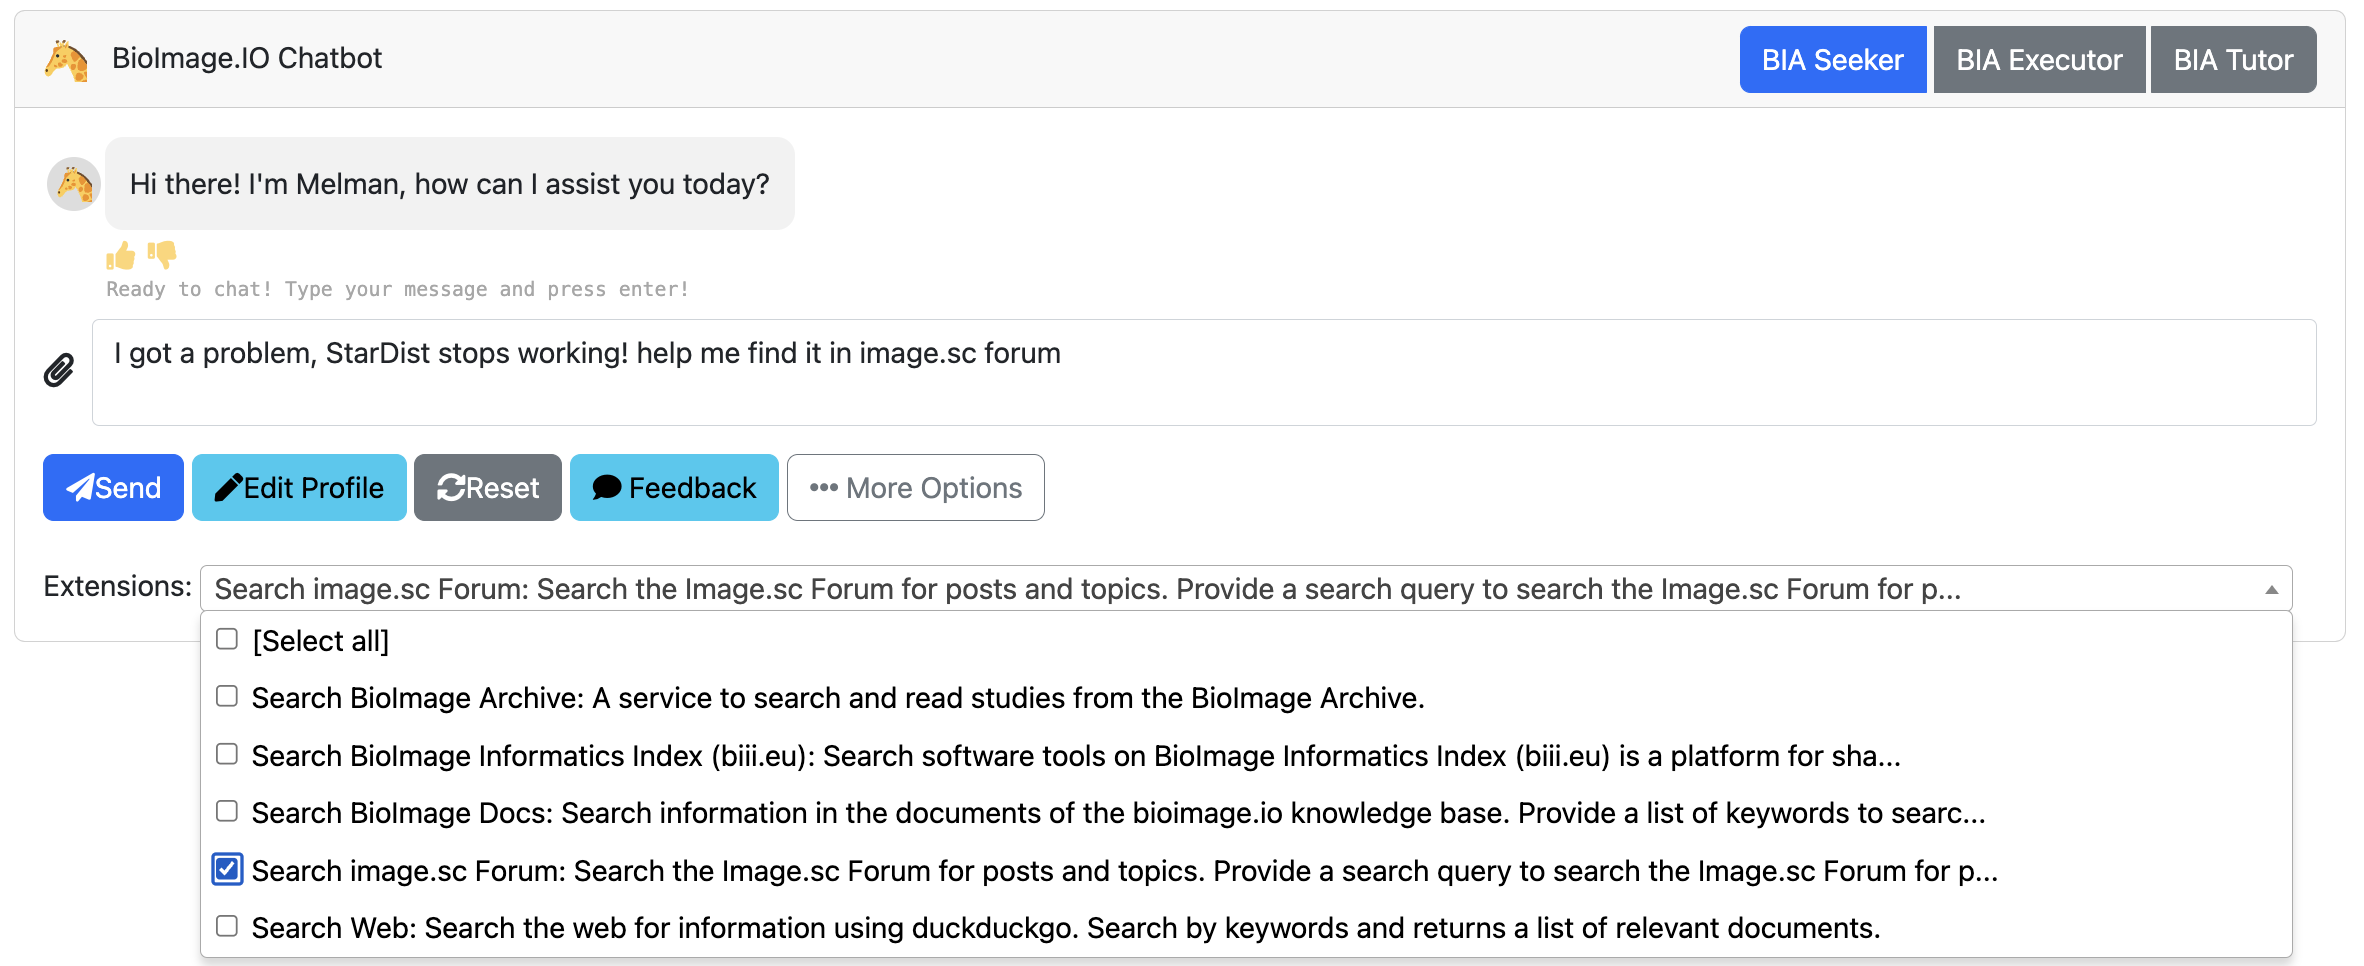 BioImage.IO Chatbot
BIA Seeker
BIA Executor
BIA Tutor
Hi there! I'm Melman, how can I assist you today?
Ready to chat! Type your message and press enter!
I got a problem, StarDist stops working! help me find it in image.sc forum
Send
Edit Profile
Reset
Feedback
More Options
Extensions:
Search image.sc Forum: Search the Image.sc Forum for posts and topics. Provide a search query to search the Image.sc Forum for p...
[Select all]
Search BioImage Archive: A service to search and read studies from the BioImage Archive.
Search BioImage Informatics Index (biii.eu): Search software tools on BioImage Informatics Index (biii.eu) is a platform for sha...
Search BioImage Docs: Search information in the documents of the bioimage.io knowledge base. Provide a list of keywords to searc...
Search image.sc Forum: Search the Image.sc Forum for posts and topics. Provide a search query to search the Image.sc Forum for p...
Search Web: Search the web for information using duckduckgo. Search by keywords and returns a list of relevant documents.